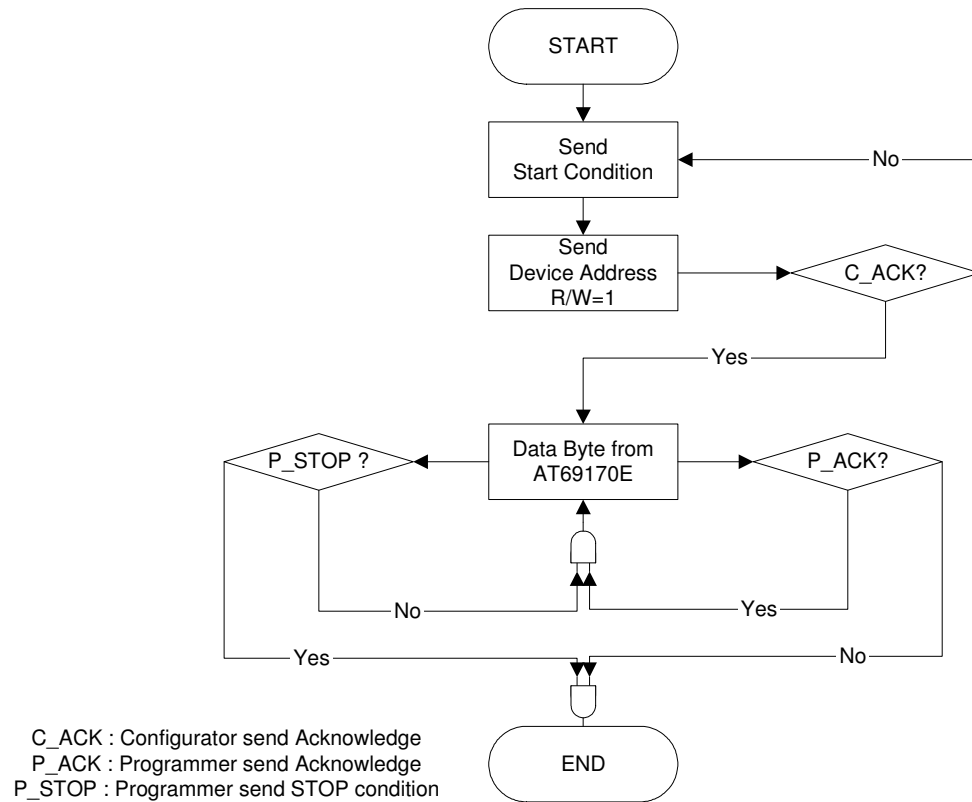 START
Send
Start Condition
No
Send
Device Address
R/W=1
C_ACK?
Yes
P_STOP ?
Data Byte from
AT69170E
P_ACK?
No
Yes
Yes
No
C_ACK : Configurator send Acknowledge
P_ACK : Programmer send Acknowledge
P_STOP : Programmer send STOP condition
END